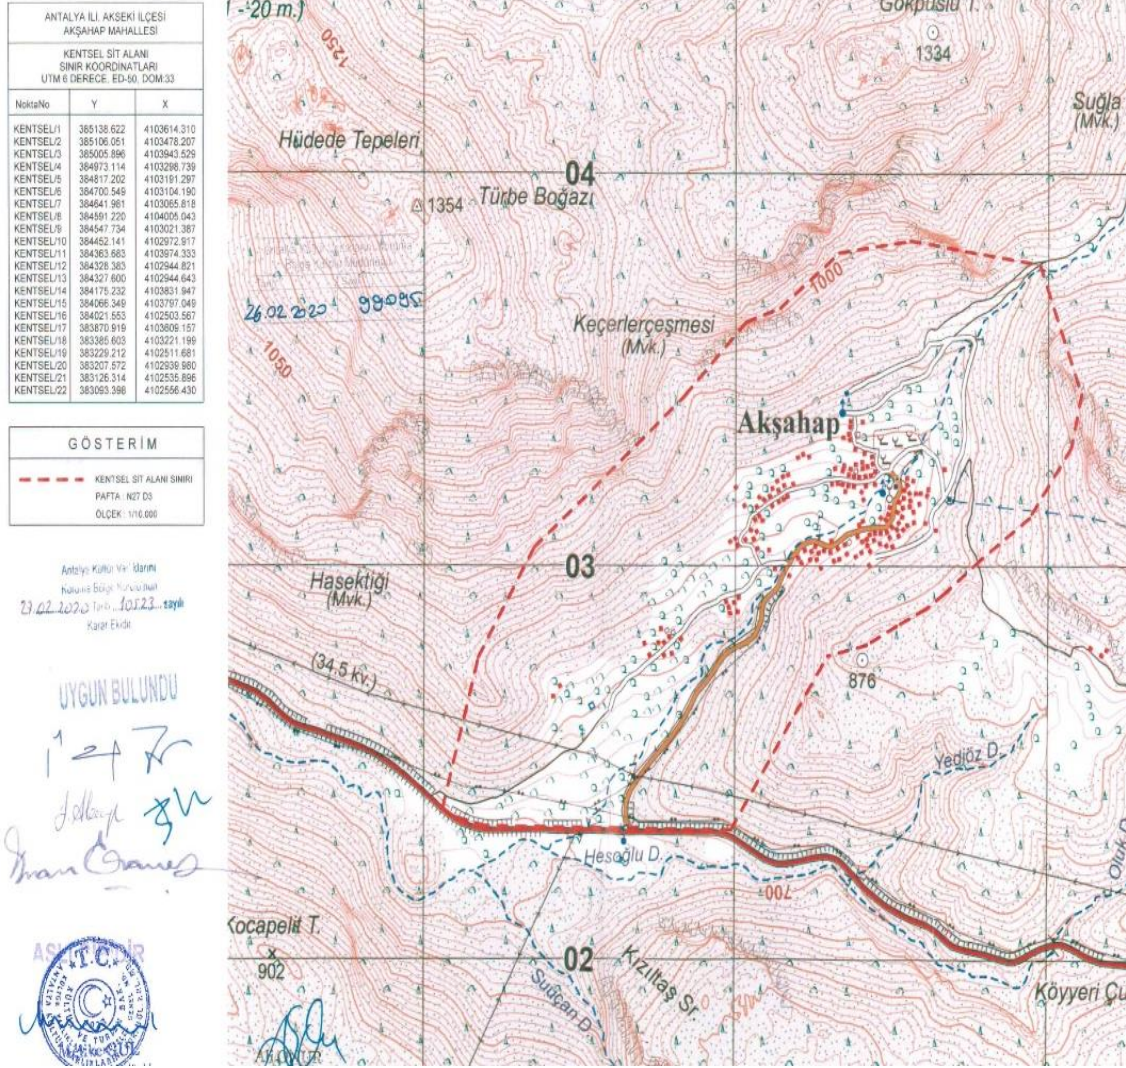 ANTALYA İLİ, AKSEKİ İLÇESİ
AKŞAHAP MAHALLESİ
KENTSEL SİT ALANI
SINIR KOORDİNATLARI
UTM 6 DERECE, ED-50, DOM:33
NoktaNo Y X
KENTSEL/1 385138.622 4103614.310
KENTSEL/2 385106.051 4103478.207
KENTSEL/3 385005.896 4103943.529
KENTSEL/4 384973.114 4103298.739
KENTSEL/5 384817.202 4103191.297
KENTSEL/6 384700.549 4103104.190
KENTSEL/7 384641.981 4103065.818
KENTSEL/8 384591.220 4104005.043
KENTSEL/9 384547.734 4103021.387
KENTSEL/10 384452.141 4102972.917
KENTSEL/11 384363.683 4103974.333
KENTSEL/12 384328.383 4102944.821
KENTSEL/13 384327.600 4102944.643
KENTSEL/14 384175.232 4103831.947
KENTSEL/15 384066.349 4103797.049
KENTSEL/16 384021.553 4102503.567
KENTSEL/17 383870.919 4103609.157
KENTSEL/18 383385.603 4103221.199
KENTSEL/19 383229.212 4102511.681
KENTSEL/20 383207.572 4102939.980
KENTSEL/21 383126.314 4102535.896
KENTSEL/22 383093.398 4102556.430
GÖSTERİM
KENTSEL SİT ALANI SINIRI
PAFTA : N27 D3
ÖLÇEK : 1/10.000
Antalya Kültür Var
Koruma Bölge Kurulunun
27.02.2020 10523 sayılı
Karar Ekidir
UYGUN BULUNDU
T.C.
-20 m.)
Gökpuslu T.
1334
1250
Suğla
(Mvk.)
Hüdede Tepeleri
04
Türbe Boğazı
1354
1000
26.02.2020 99095
Keçerlerçeşmesi
(Mvk.)
1050
Akşahap
03
Hasektiği
(Mvk.)
(34,5 kv.)
876
Yediöz D.
Hesoğlu D.
Oluk D.
700
Kocapelit T.
902
02
Kızıltaş Sr.
Suücan D.
Köyyeri Çu